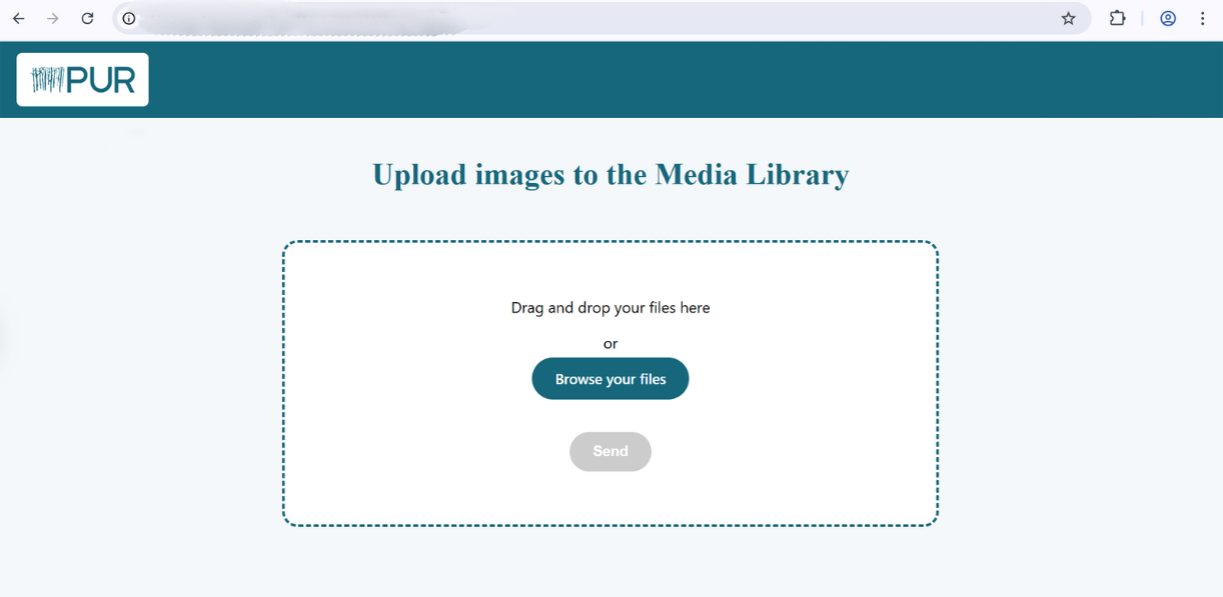 PUR
Upload images to the Media Library
Drag and drop your files here
or
Browse your files
Send